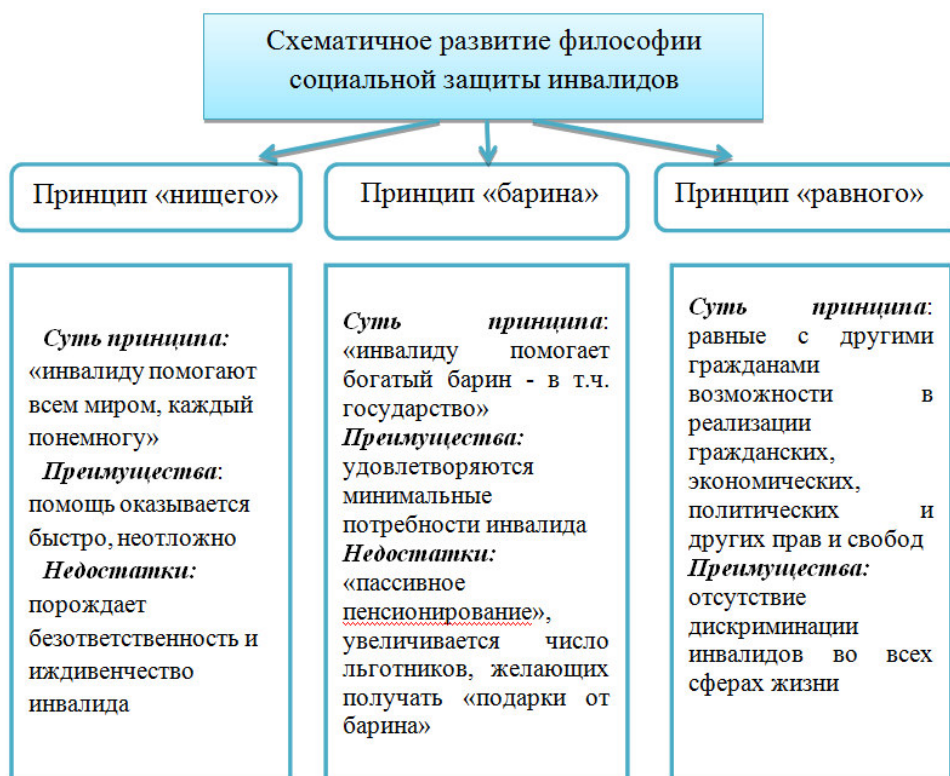 Схематичное развитие философии
социальной защиты инвалидов
Принцип «нищего»
Принцип «барина»
Принцип «равного»
Суть принципа:
«инвалиду помогают
всем миром, каждый
понемногу»
Преимущества:
помощь оказывается
быстро, неотложно
Недостатки:
порождает
безответственность и
иждивенчество
инвалида
Суть принципа:
«инвалиду помогает
богатый барин - в т.ч.
государство»
Преимущества:
удовлетворяются
минимальные
потребности инвалида
Недостатки:
«пассивное
пенсионирование»,
увеличивается число
льготников, желающих
получать «подарки от
барина»
Суть принципа:
равные с другими
гражданами
возможности в
реализации
гражданских,
экономических,
политических и
других прав и свобод
Преимущества:
отсутствие
дискриминации
инвалидов во всех
сферах жизни